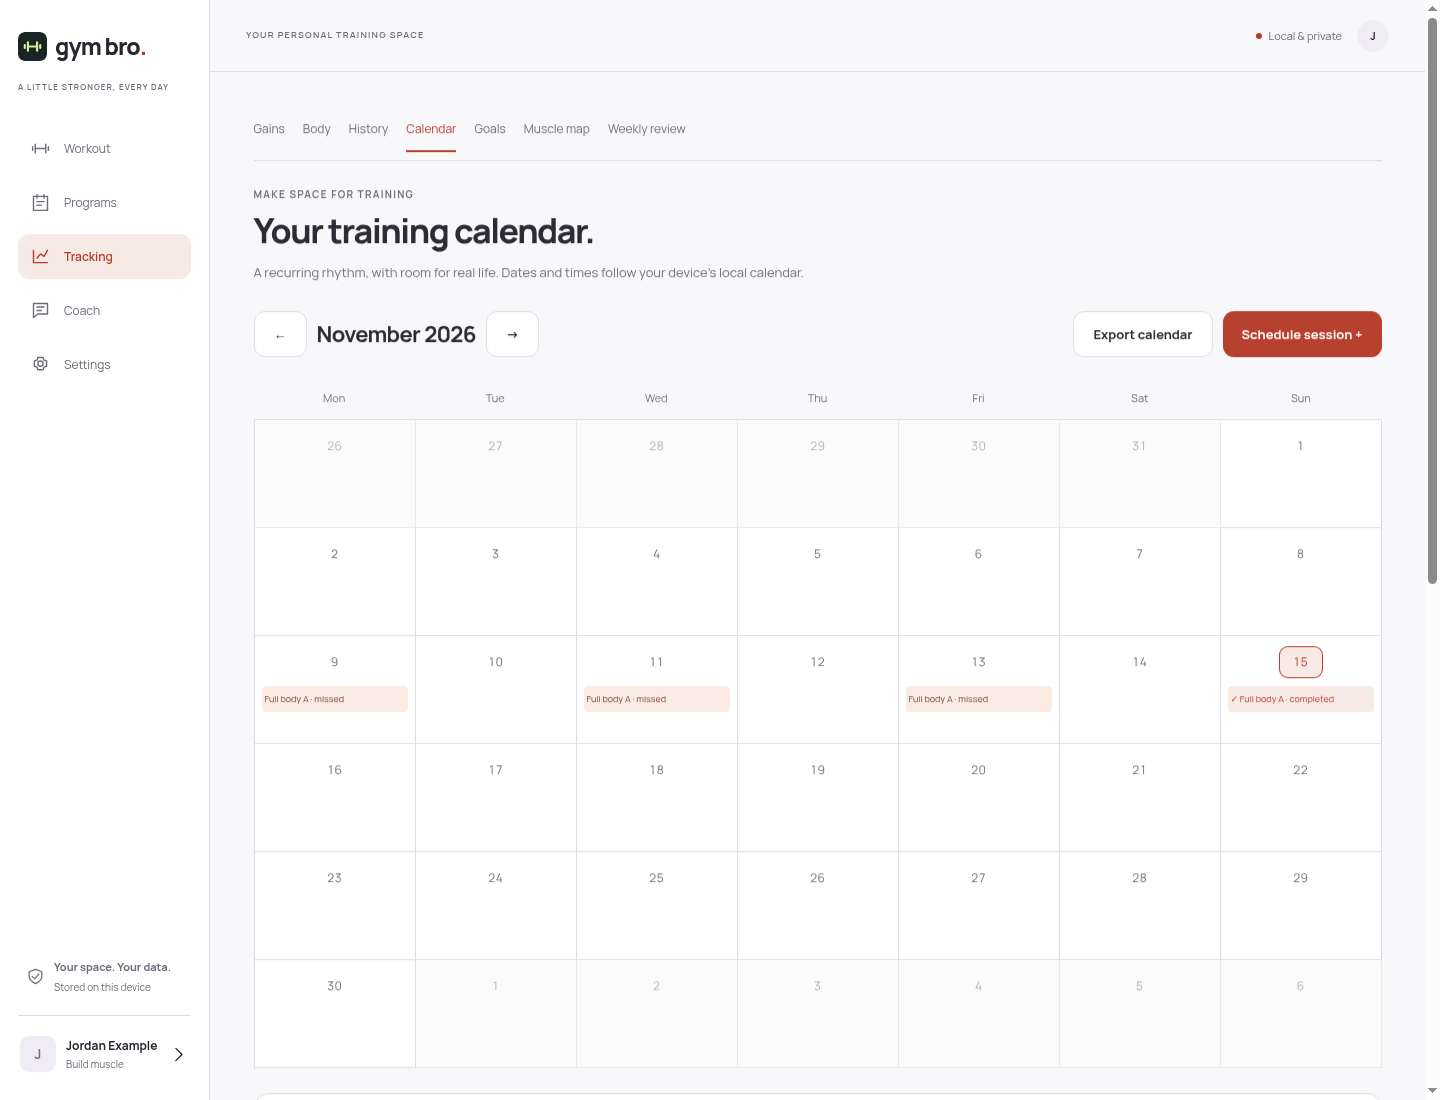 gym bro.
A LITTLE STRONGER, EVERY DAY
Workout
Programs
Tracking
Coach
Settings
Your space. Your data.
Stored on this device
J
Jordan Example
Build muscle
YOUR PERSONAL TRAINING SPACE
Local & private
J
Gains Body History Calendar Goals Muscle map Weekly review
MAKE SPACE FOR TRAINING
Your training calendar.
A recurring rhythm, with room for real life. Dates and times follow your device's local calendar.
← November 2026 →
Export calendar
Schedule session +
Mon Tue Wed Thu Fri Sat Sun
26 27 28 29 30 31 1
2 3 4 5 6 7 8
9 10 11 12 13 14 15
Full body A · missed Full body A · missed Full body A · missed ✓ Full body A · completed
16 17 18 19 20 21 22
23 24 25 26 27 28 29
30 1 2 3 4 5 6